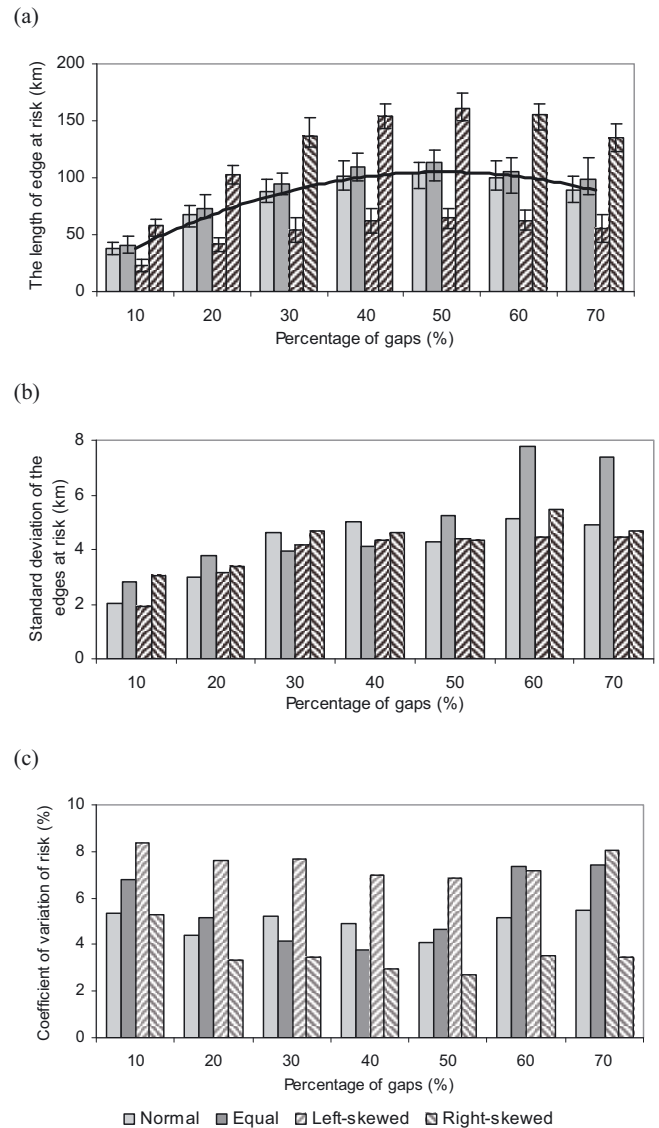 (a)
The length of edge at risk (km)
200
150
100
50
0
10 20 30 40 50 60 70
Percentage of gaps (%)
(b)
Standard deviation of the
edges at risk (km)
8
6
4
2
0
10 20 30 40 50 60 70
Percentage of gaps (%)
(c)
Coefficient of variation of risk (%)
10
8
6
4
2
0
10 20 30 40 50 60 70
Percentage of gaps (%)
Normal Equal Left-skewed Right-skewed